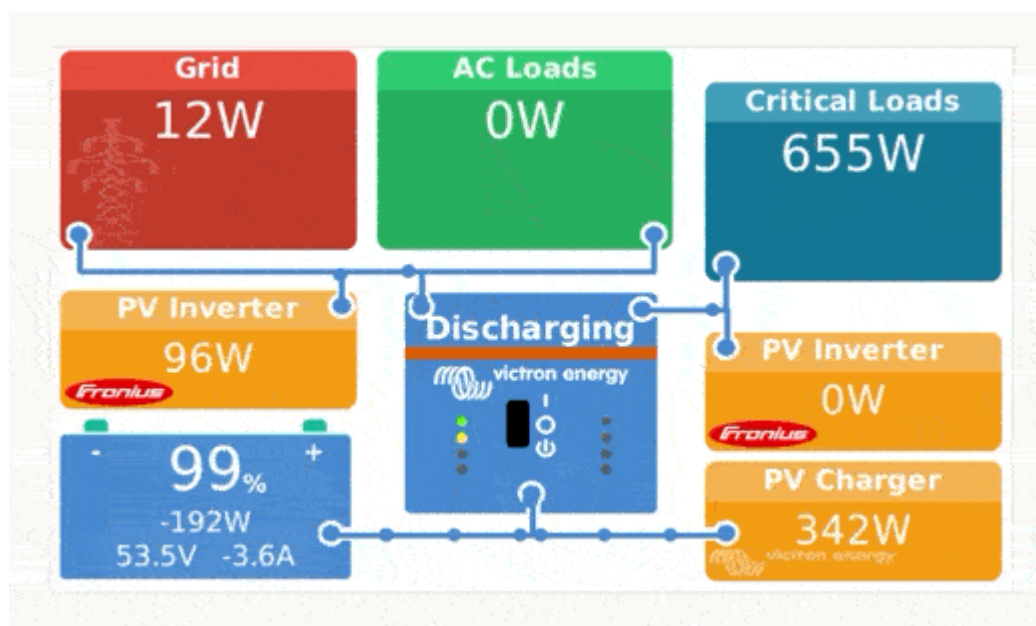 Grid
12W
AC Loads
0W
Critical Loads
655W
PV Inverter
96W
Fronius
Discharging
victron energy
PV Inverter
0W
Fronius
- +
99%
-192W
53.5V -3.6A
PV Charger
342W
victron energy